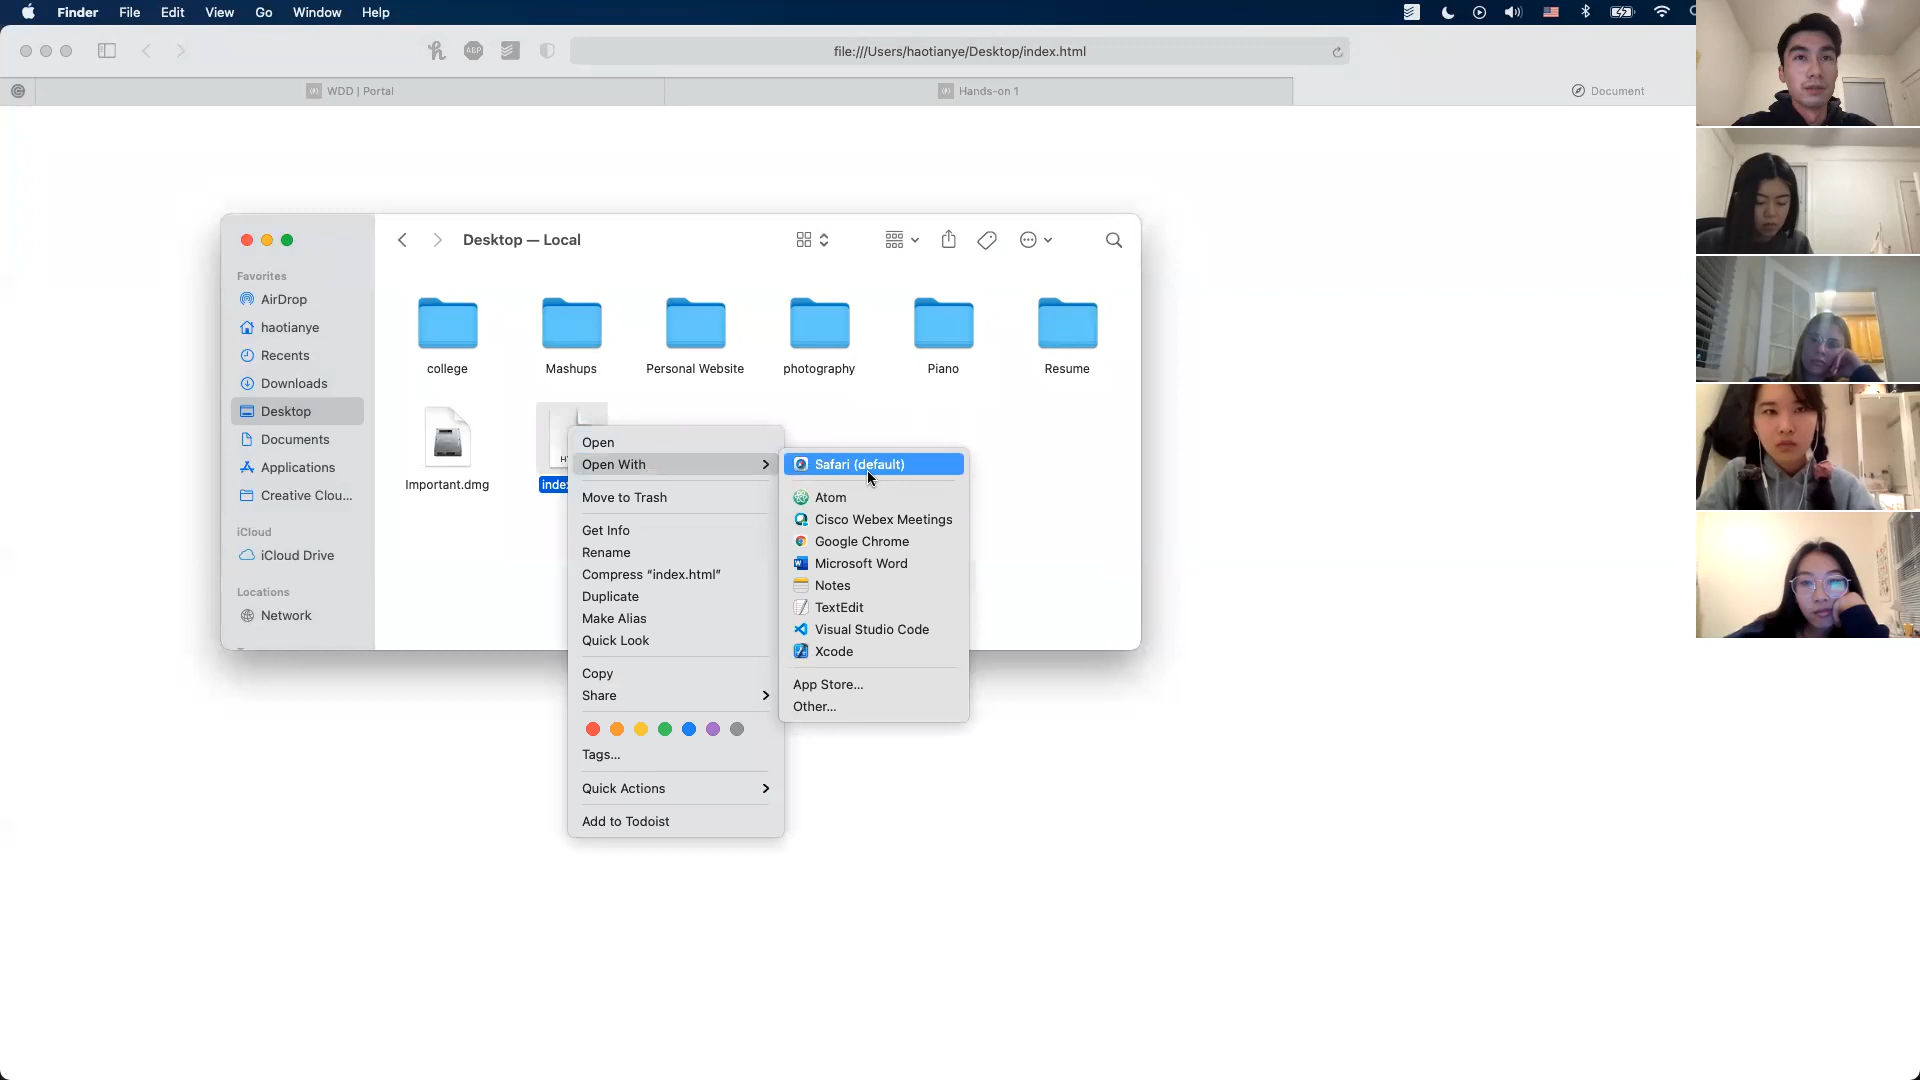 Finder File Edit View Go Window Help
ABP
file:///Users/haotianye/Desktop/index.html
WDD | Portal
Hands-on 1
Document
Desktop — Local
Favorites
AirDrop
haotianye
Recents
Downloads
Desktop
Documents
Applications
Creative Clou...
iCloud
iCloud Drive
Locations
Network
college
Mashups
Personal Website
photography
Piano
Resume
Important.dmg
index
Open
Open With
Move to Trash
Get Info
Rename
Compress “index.html”
Duplicate
Make Alias
Quick Look
Copy
Share
Tags...
Quick Actions
Add to Todoist
Safari (default)
Atom
Cisco Webex Meetings
Google Chrome
Microsoft Word
Notes
TextEdit
Visual Studio Code
Xcode
App Store...
Other...